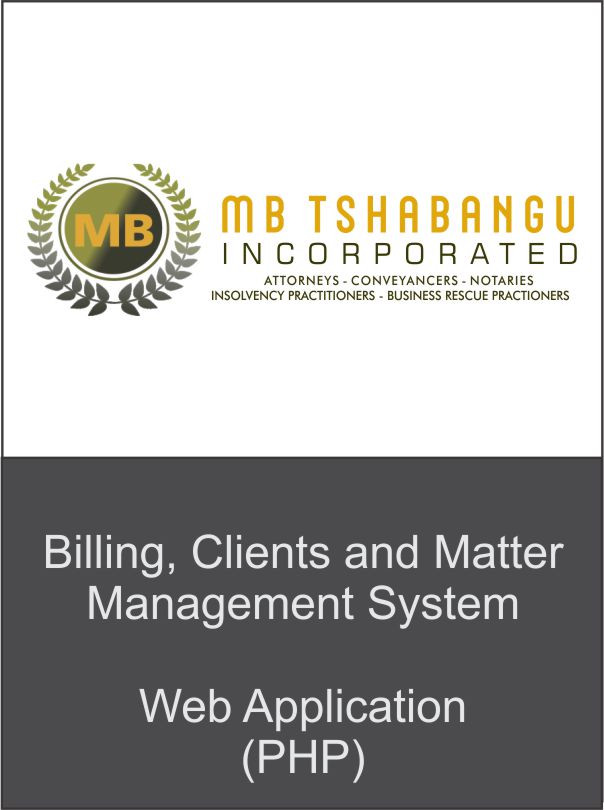 MB
MB TSHABANGU
INCORPORATED
ATTORNEYS - CONVEYANCERS - NOTARIES
INSOLVENCY PRACTITIONERS - BUSINESS RESCUE PRACTIONERS
Billing, Clients and Matter
Management System
Web Application
(PHP)